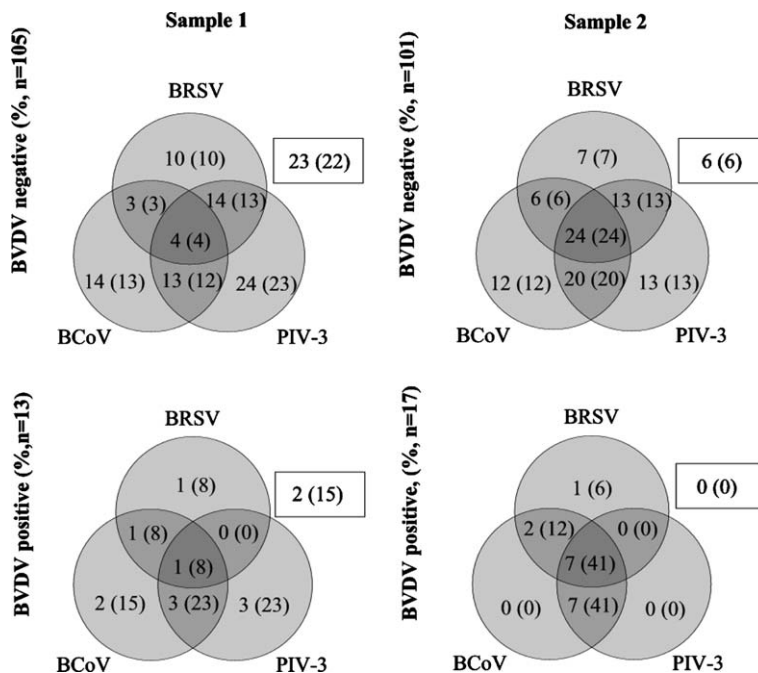 Sample 1
Sample 2
BVDV negative (%, n=105)
BRSV
10 (10)
23 (22)
3 (3)
14 (13)
4 (4)
14 (13)
13 (12)
24 (23)
BCoV
PIV-3
BVDV negative (%, n=101)
BRSV
7 (7)
6 (6)
6 (6)
13 (13)
24 (24)
12 (12)
20 (20)
13 (13)
BCoV
PIV-3
BVDV positive (%,n=13)
BRSV
1 (8)
2 (15)
1 (8)
0 (0)
1 (8)
2 (15)
3 (23)
3 (23)
BCoV
PIV-3
BVDV positive, (%, n=17)
BRSV
1 (6)
0 (0)
2 (12)
0 (0)
7 (41)
0 (0)
7 (41)
0 (0)
BCoV
PIV-3